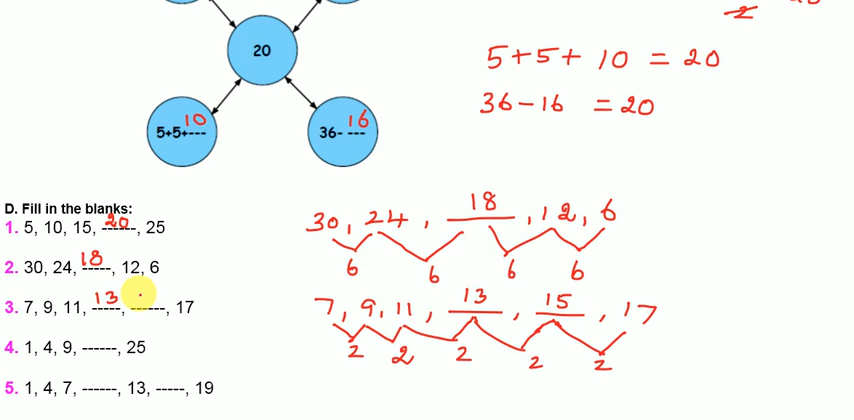 20
5 + 5 + 10 = 20
36 - 16 = 20
5+5+--- 10
36- --- 16
D. Fill in the blanks:
1. 5, 10, 15, 20, 25
2. 30, 24, 18, 12, 6
3. 7, 9, 11, 13, ------, 17
4. 1, 4, 9, ------, 25
5. 1, 4, 7, ------, 13, -----, 19
30, 24, 18, 12, 6
6 6 6 6
7, 9, 11, 13, 15, 17
2 2 2 2 2